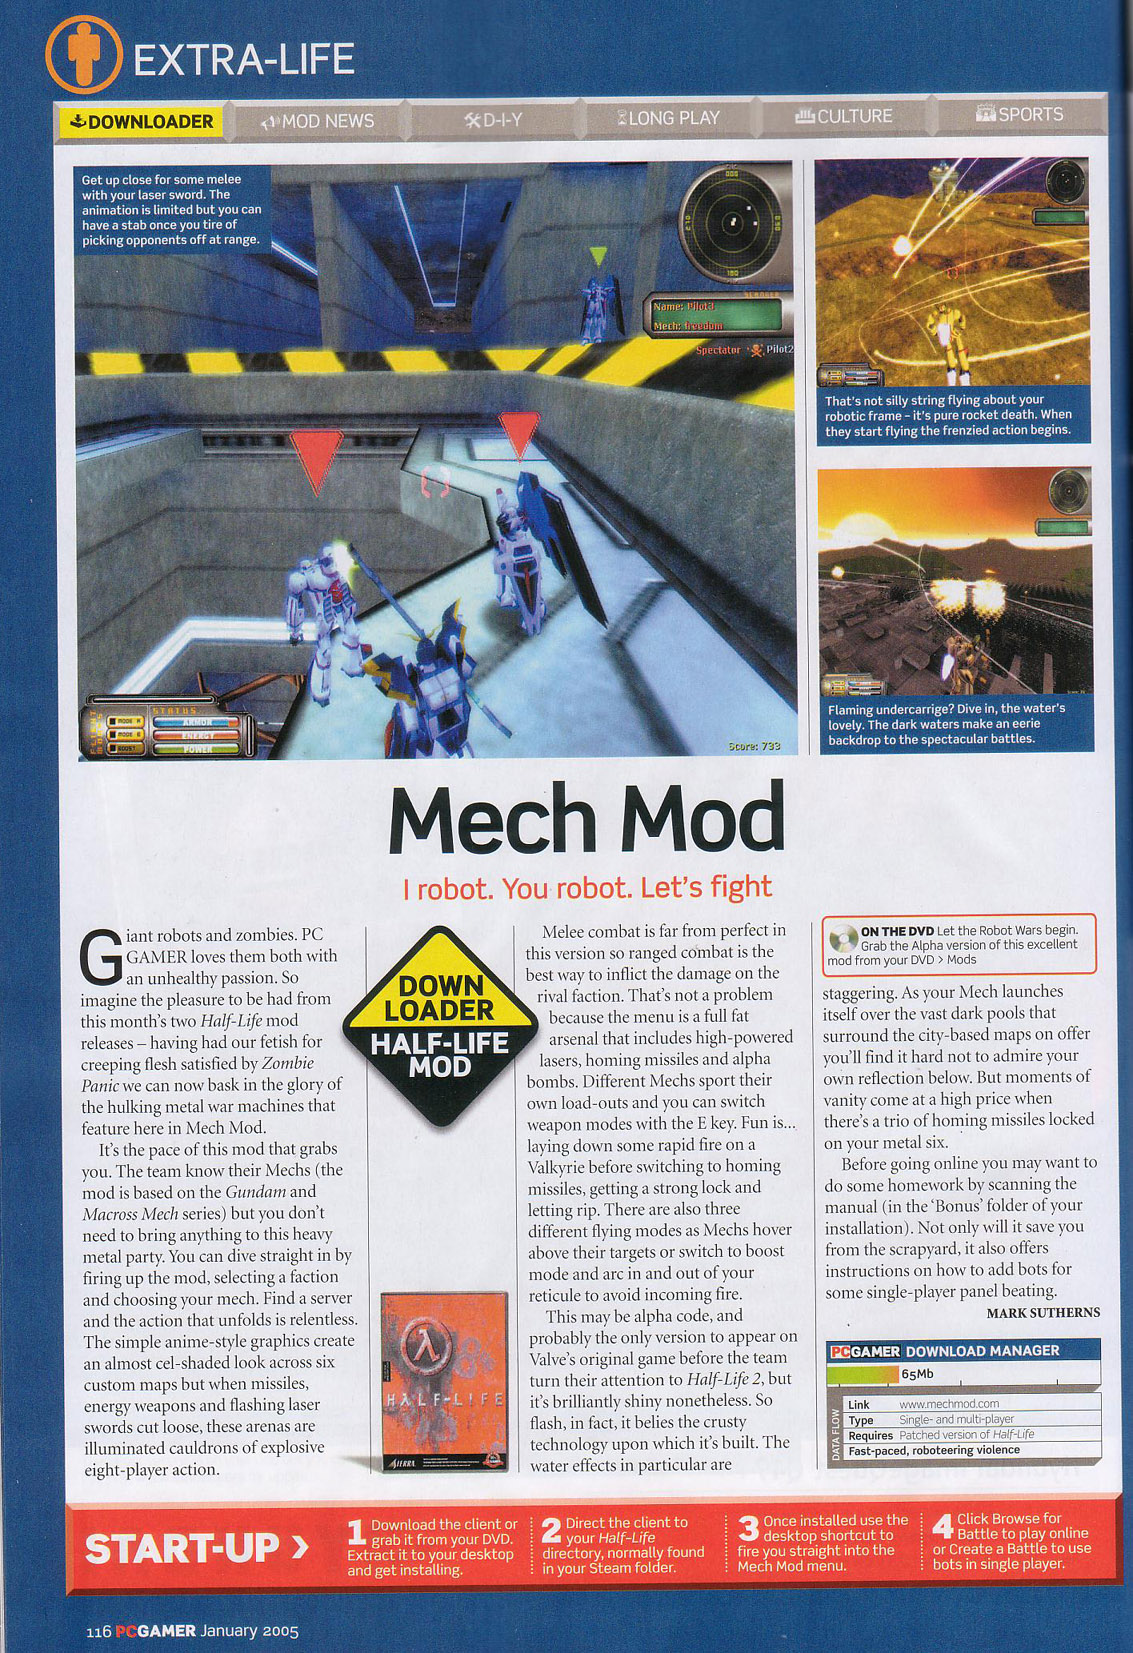 EXTRA-LIFE
DOWNLOADER
MOD NEWS
D-I-Y
LONG PLAY
CULTURE
SPORTS
Get up close for some melee
with your laser sword. The
animation is limited but you can
have a stab once you tire of
picking opponents off at range.
Name: Pilot3
Mech: freedom
Spectator Pilot2
STATUS
MODE A
MODE B
BOOST
ARMOR
ENERGY
POWER
Score: 733
That's not silly string flying about your
robotic frame – it's pure rocket death. When
they start flying the frenzied action begins.
Flaming undercarrige? Dive in, the water's
lovely. The dark waters make an eerie
backdrop to the spectacular battles.
Mech Mod
I robot. You robot. Let's fight
Giant robots and zombies. PC
GAMER loves them both with
an unhealthy passion. So
imagine the pleasure to be had from
this month's two Half-Life mod
releases – having had our fetish for
creeping flesh satisfied by Zombie
Panic we can now bask in the glory of
the hulking metal war machines that
feature here in Mech Mod.
It's the pace of this mod that grabs
you. The team know their Mechs (the
mod is based on the Gundam and
Macross Mech series) but you don't
need to bring anything to this heavy
metal party. You can dive straight in by
firing up the mod, selecting a faction
and choosing your mech. Find a server
and the action that unfolds is relentless.
The simple anime-style graphics create
an almost cel-shaded look across six
custom maps but when missiles,
energy weapons and flashing laser
swords cut loose, these arenas are
illuminated cauldrons of explosive
eight-player action.
DOWN
LOADER
HALF-LIFE
MOD
HALF-LIFE
SIERRA
Melee combat is far from perfect in
this version so ranged combat is the
best way to inflict the damage on the
rival faction. That's not a problem
because the menu is a full fat
arsenal that includes high-powered
lasers, homing missiles and alpha
bombs. Different Mechs sport their
own load-outs and you can switch
weapon modes with the E key. Fun is...
laying down some rapid fire on a
Valkyrie before switching to homing
missiles, getting a strong lock and
letting rip. There are also three
different flying modes as Mechs hover
above their targets or switch to boost
mode and arc in and out of your
reticule to avoid incoming fire.
This may be alpha code, and
probably the only version to appear on
Valve's original game before the team
turn their attention to Half-Life 2, but
it's brilliantly shiny nonetheless. So
flash, in fact, it belies the crusty
technology upon which it's built. The
water effects in particular are
ON THE DVD Let the Robot Wars begin.
Grab the Alpha version of this excellent
mod from your DVD > Mods
staggering. As your Mech launches
itself over the vast dark pools that
surround the city-based maps on offer
you'll find it hard not to admire your
own reflection below. But moments of
vanity come at a high price when
there's a trio of homing missiles locked
on your metal six.
Before going online you may want to
do some homework by scanning the
manual (in the 'Bonus' folder of your
installation). Not only will it save you
from the scrapyard, it also offers
instructions on how to add bots for
some single-player panel beating.
MARK SUTHERNS
PCGAMER DOWNLOAD MANAGER
65Mb
DATA FLOW
Link www.mechmod.com
Type Single- and multi-player
Requires Patched version of Half-Life
Fast-paced, roboteering violence
START-UP >
1 Download the client or
grab it from your DVD.
Extract it to your desktop
and get installing.
2 Direct the client to
your Half-Life
directory, normally found
in your Steam folder.
3 Once installed use the
desktop shortcut to
fire you straight into the
Mech Mod menu.
4 Click Browse for
Battle to play online
or Create a Battle to use
bots in single player.
116 PCGAMER January 2005